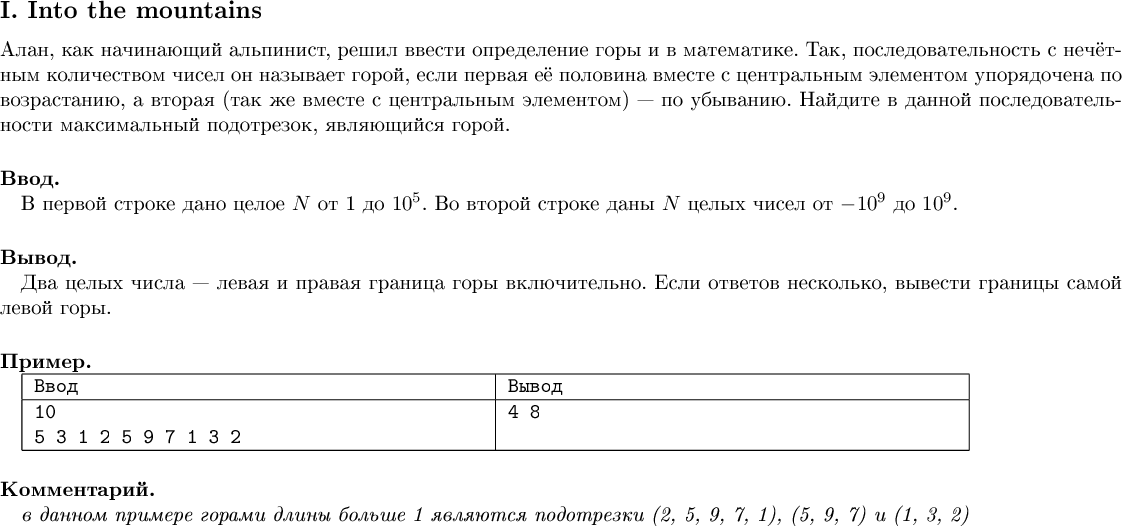 I. Into the mountains
Алан, как начинающий альпинист, решил ввести определение горы и в математике. Так, последовательность с нечёт-
ным количеством чисел он называет горой, если первая её половина вместе с центральным элементом упорядочена по
возрастанию, а вторая (так же вместе с центральным элементом) — по убыванию. Найдите в данной последователь-
ности максимальный подотрезок, являющийся горой.
Ввод.
В первой строке дано целое N от 1 до 10^5. Во второй строке даны N целых чисел от −10^9 до 10^9.
Вывод.
Два целых числа — левая и правая граница горы включительно. Если ответов несколько, вывести границы самой
левой горы.
Пример.
Ввод Вывод
10 4 8
5 3 1 2 5 9 7 1 3 2
Комментарий.
в данном примере горами длины больше 1 являются подотрезки (2, 5, 9, 7, 1), (5, 9, 7) и (1, 3, 2)